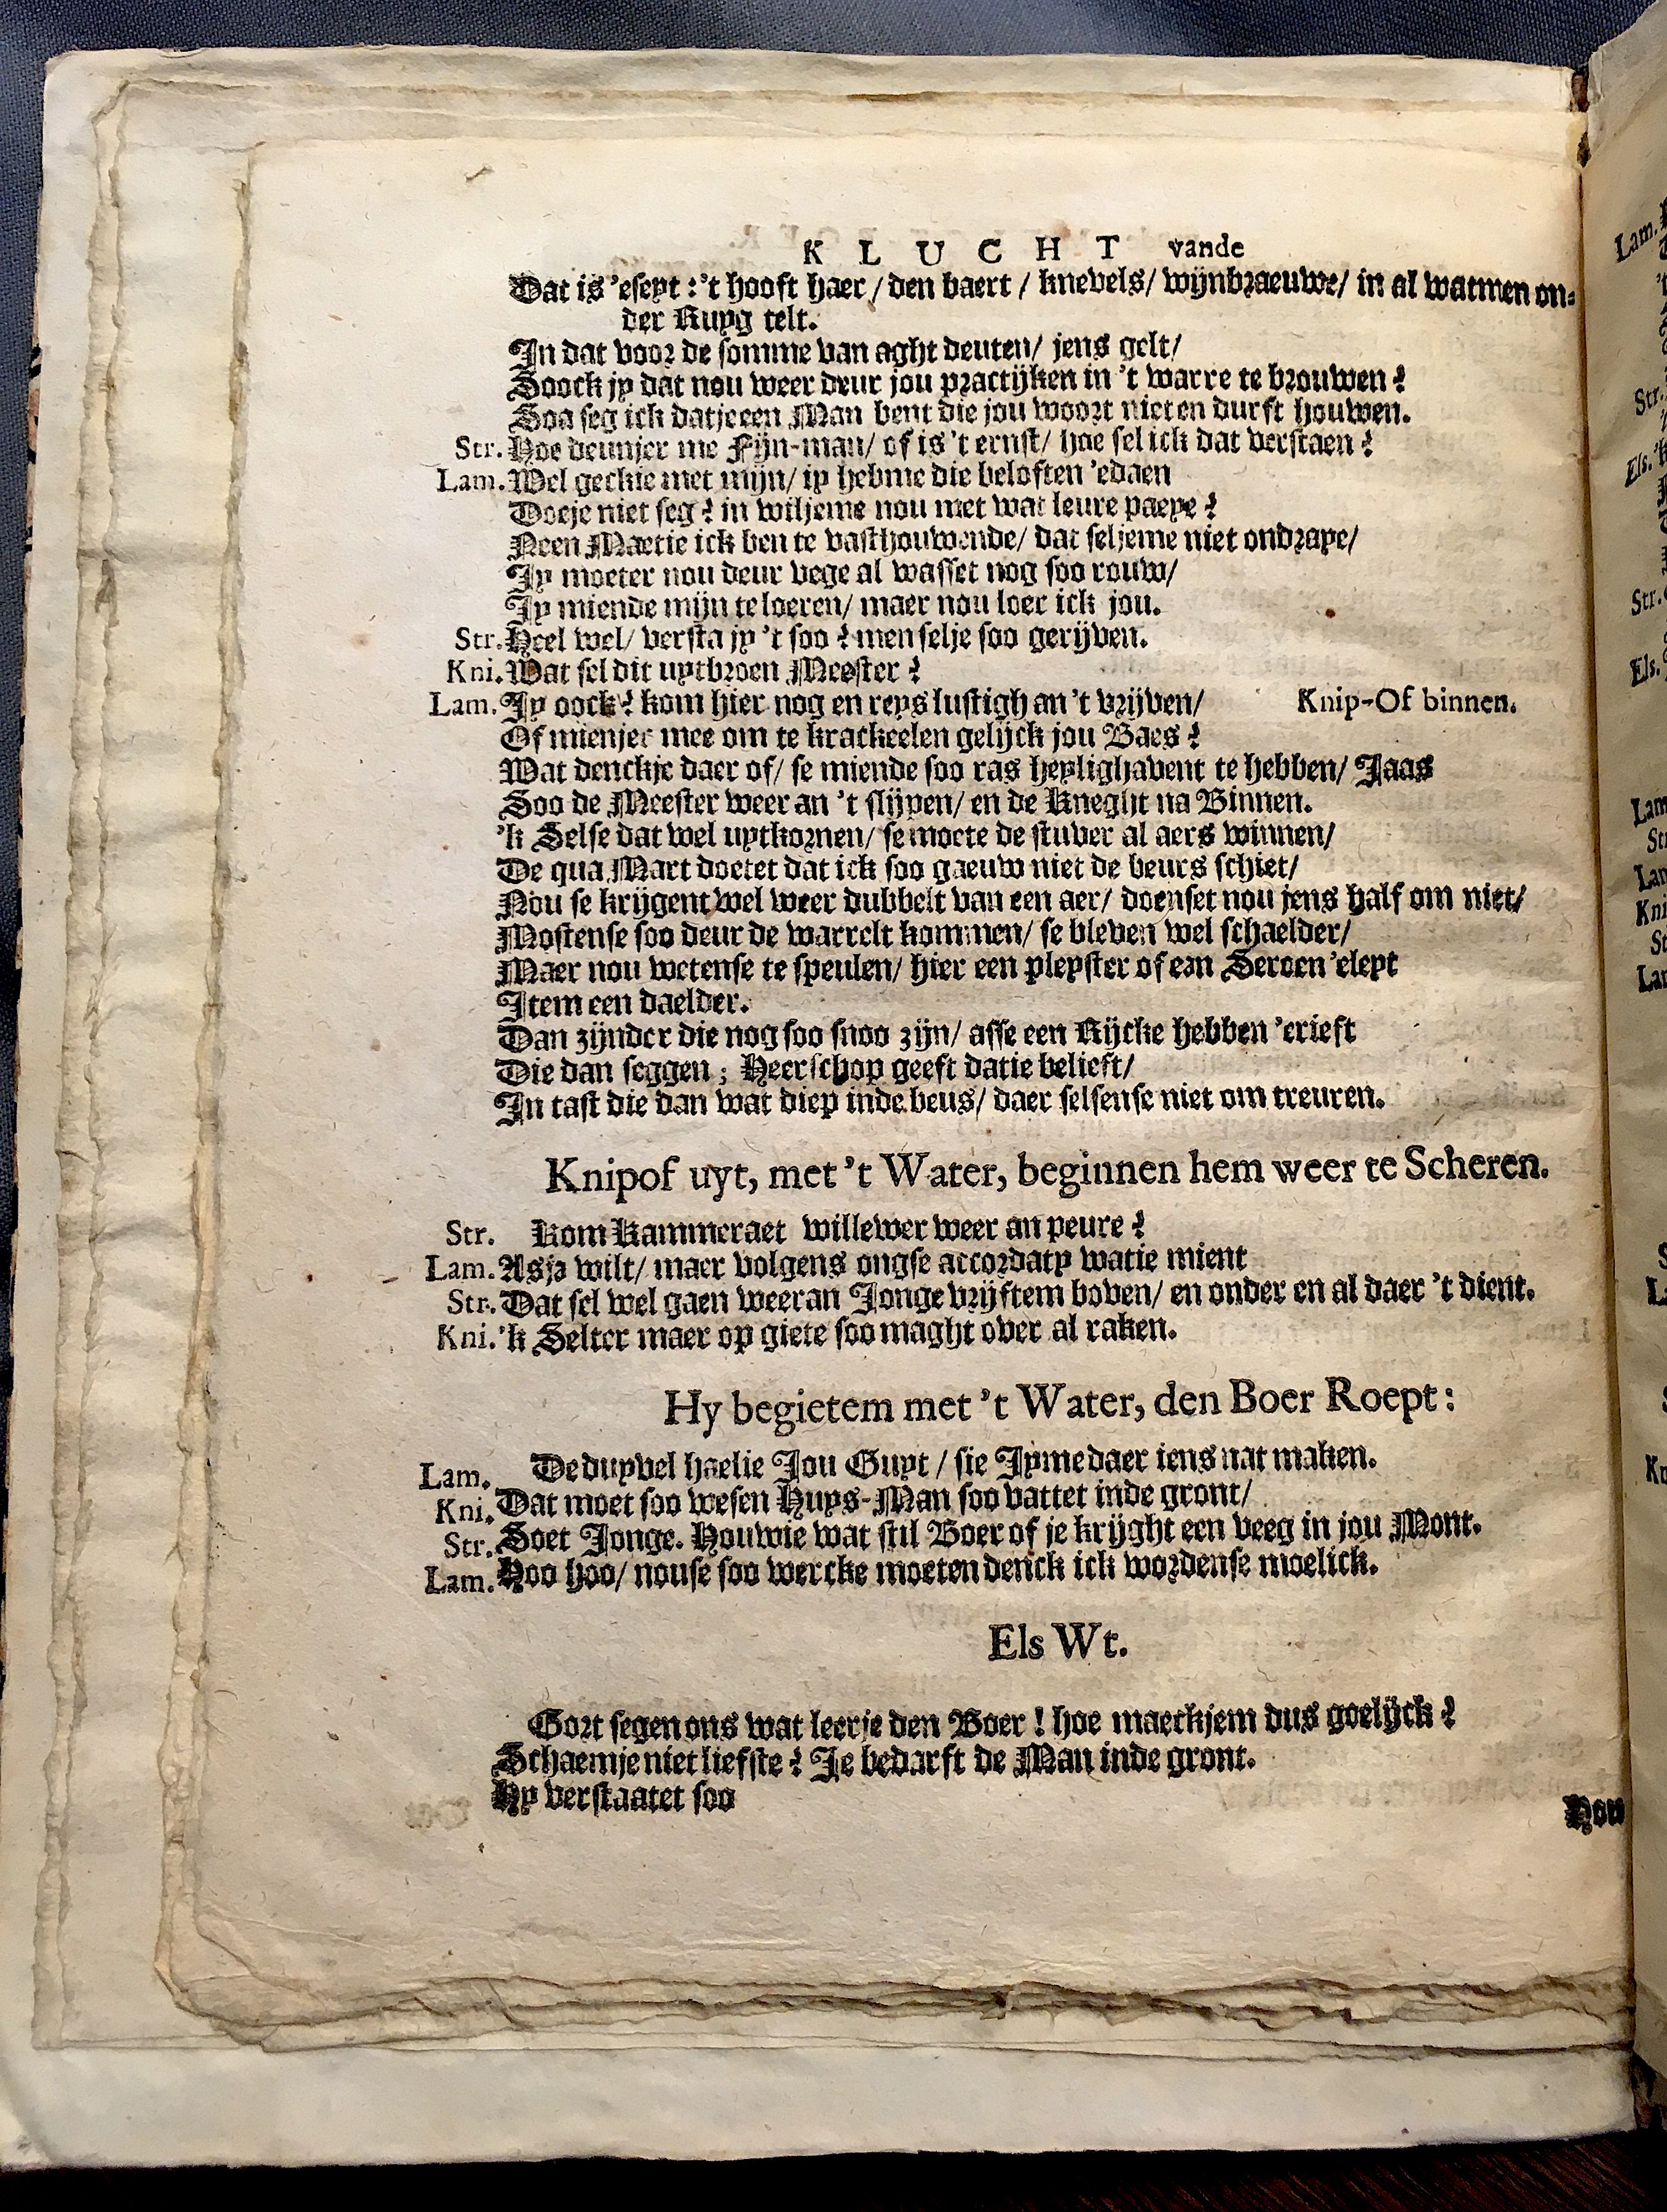 KLUCHT vande
Dat is 'eseyt : 't hooft haer / den baert / knevels / wijnbraeuwe / in al watmen on-
der Ruyg telt.
In dat voor de somme van aght deuten / jens gelt /
Soock jy dat nou weer deur jou practijken in 't warre te brouwen ?
Soa seg ick datje een Man bent die jou woort niet en durft houwen.
Str. Hoe deunjer me Fijn-man / of is 't ernst / hoe sel ick dat verstaen ?
Lam. Wel geckje met mijn / jy hebme die beloften 'edaen
Doeje niet seg ? in wiljeme nou met wat leure paeye ?
Neen Maetie ick ben te vasthouwende / dat seljeme niet ondraye /
Jy moeter nou deur vege al wasset nog soo rouw /
Jy miende mijn te loeren / maer nou loer ick jou.
Str. Heel wel / versta jy 't soo ? men selje soo gerijven.
Kni. Wat sel dit uytbroen Meester ?
Lam. Jy oock ? kom hier nog en reys lustigh an 't vrijven / Knip-Of binnen.
Of mienjer mee om te krackeelen gelijck jou Baes ?
Wat denckje daer of / se miende soo ras heylighavent te hebben / Jaas
Soo de Meester weer an 't slijpen / en de Kneght na Binnen.
'k Selse dat wel uytkornen / se moete de stuver al aers winnen /
De qua Mart doetet dat ick soo gaeuw niet de beurs schiet /
Nou se krijgent wel weer dubbelt van een aer / doenset nou jens half om niet /
Mostense soo deur de warrelt kommen / se bleven wel schaelder /
Maer nou wetense te speulen / hier een pleyster of een Seroen 'eleyt
Item een daelder.
Dan zijnder die nog soo snoo zijn / asse een Rijcke hebben 'erieft
Die dan seggen ; Heerschop geeft datie belieft /
In tast die dan wat diep inde beus / daer selsense niet om treuren.
Knipof uyt, met 't Water, beginnen hem weer te Scheren.
Str. Kom Kammeraet willewer weer an peure ?
Lam. Asje wilt / maer volgens ongse accordaty watie mient
Str. Dat sel wel gaen weer an Jonge vrijftem boven / en onder en al daer 't dient.
Kni. 'k Selter maer op giete soo maght over al raken.
Hy begietem met 't Water, den Boer Roept:
Lam. De duyvel haelie Jou Guyt / sie Jyme daer iens nat maken.
Kni. Dat moet soo wesen Huys-Man soo vattet inde gront /
Str. Soet Jonge. Houwie wat stil Boer of je krijght een veeg in jou Mont.
Lam. Hoo hoo / nouse soo wercke moeten denck ick wordense moelick.
Els Wt.
Gort segen ons wat leerje den Boer ! hoe maeckjem dus goelijck ?
Schaemje niet liefste ? Je bedarft de Man inde gront.
Hy verstaatet soo
Nou